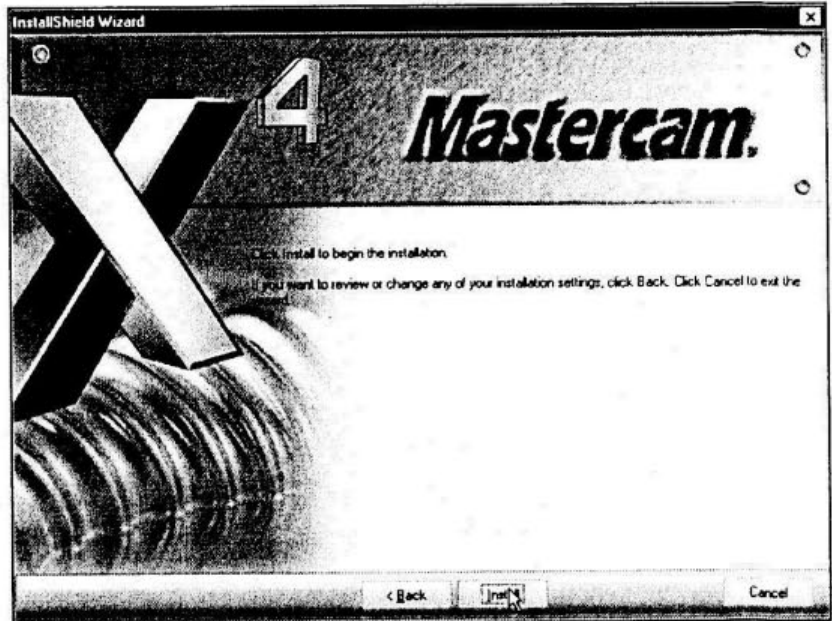 InstallShield Wizard
X4
Mastercam
Click Install to begin the installation.
If you want to review or change any of your installation settings, click Back. Click Cancel to exit the
< Back Install Cancel